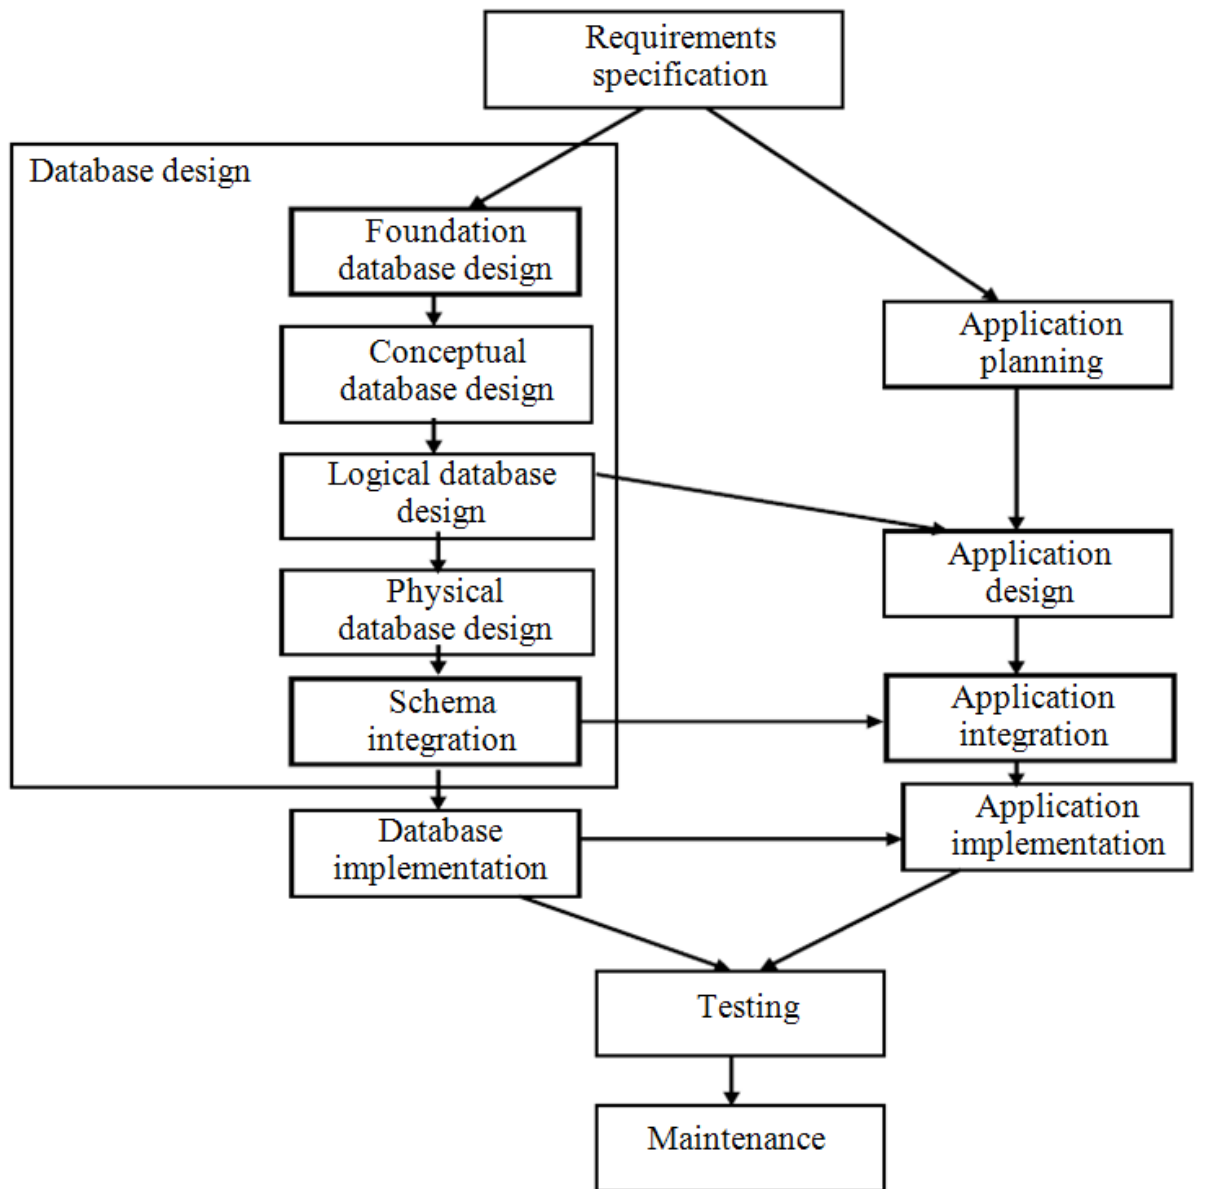 Requirements
specification
Database design
Foundation
database design
Conceptual
database design
Logical database
design
Physical
database design
Schema
integration
Database
implementation
Application
planning
Application
design
Application
integration
Application
implementation
Testing
Maintenance